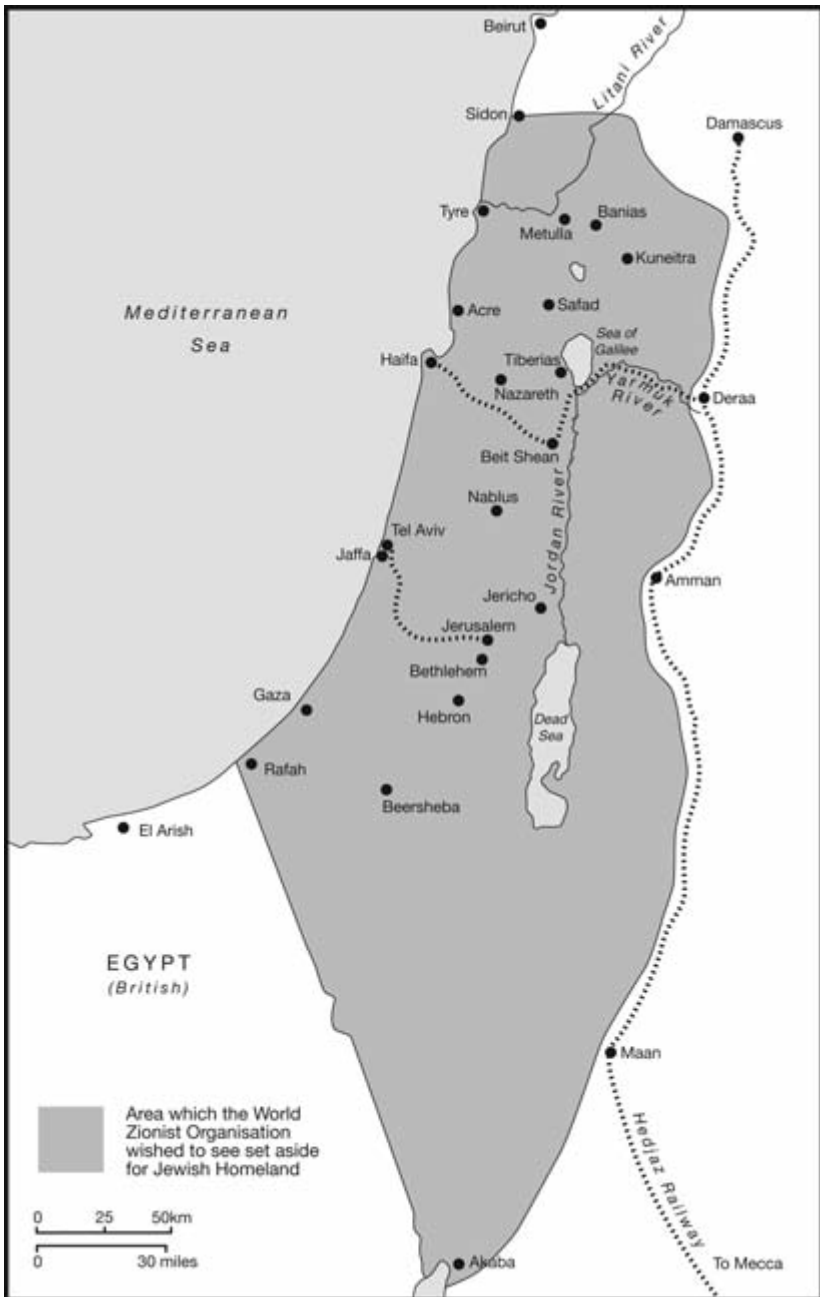 Beirut
Litani River
Sidon
Damascus
Tyre
Metulla
Banias
Kuneitra
Mediterranean
Sea
Acre
Safad
Sea of
Galilee
Haifa
Tiberias
Nazareth
Yarmuk
River
Deraa
Beit Shean
Nablus
Jordan River
Tel Aviv
Jaffa
Amman
Jericho
Jerusalem
Bethlehem
Gaza
Hebron
Dead
Sea
Rafah
Beersheba
El Arish
EGYPT
(British)
Maan
Area which the World
Zionist Organisation
wished to see set aside
for Jewish Homeland
Hedjaz Railway
0 25 50km
0 30 miles
Akaba
To Mecca